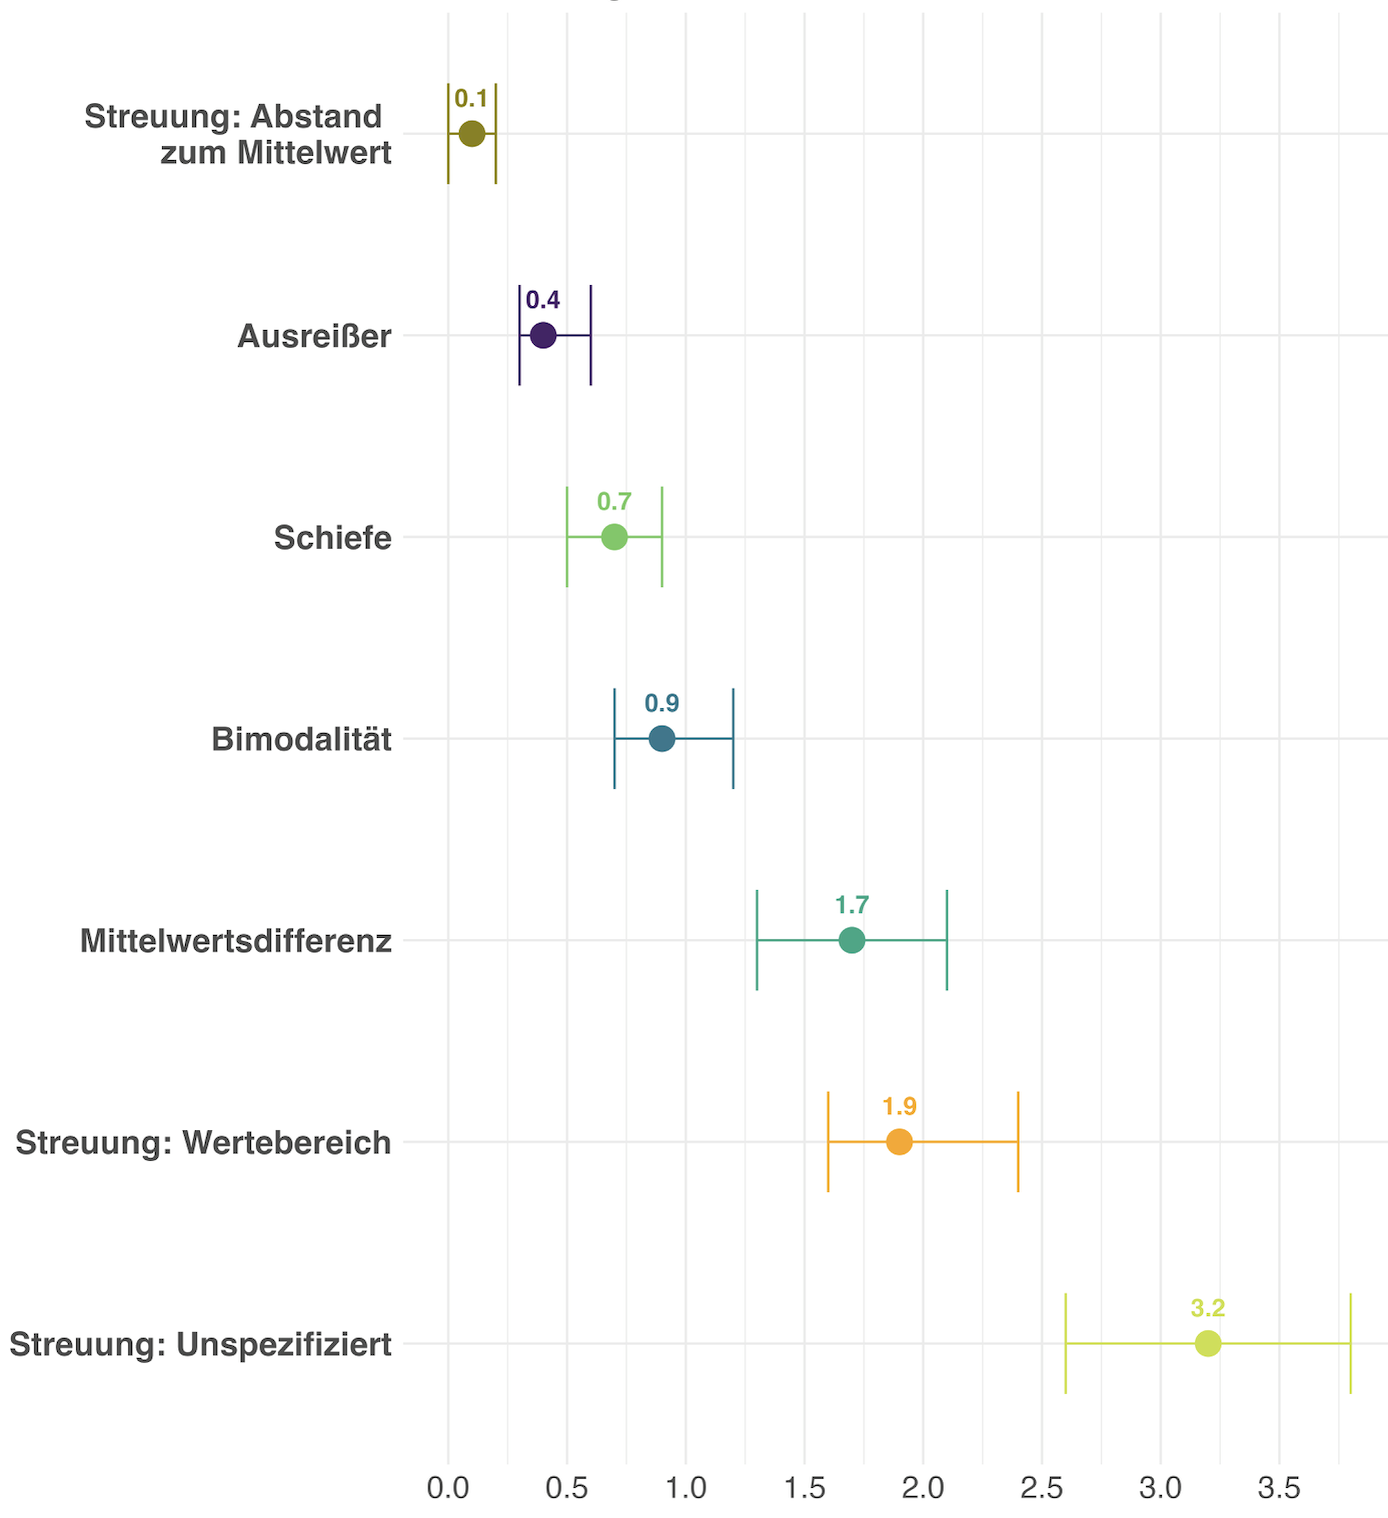 0.1
Streuung: Abstand
zum Mittelwert
0.4
Ausreißer
0.7
Schiefe
0.9
Bimodalität
1.7
Mittelwertsdifferenz
1.9
Streuung: Wertebereich
3.2
Streuung: Unspezifiziert
0.0 0.5 1.0 1.5 2.0 2.5 3.0 3.5